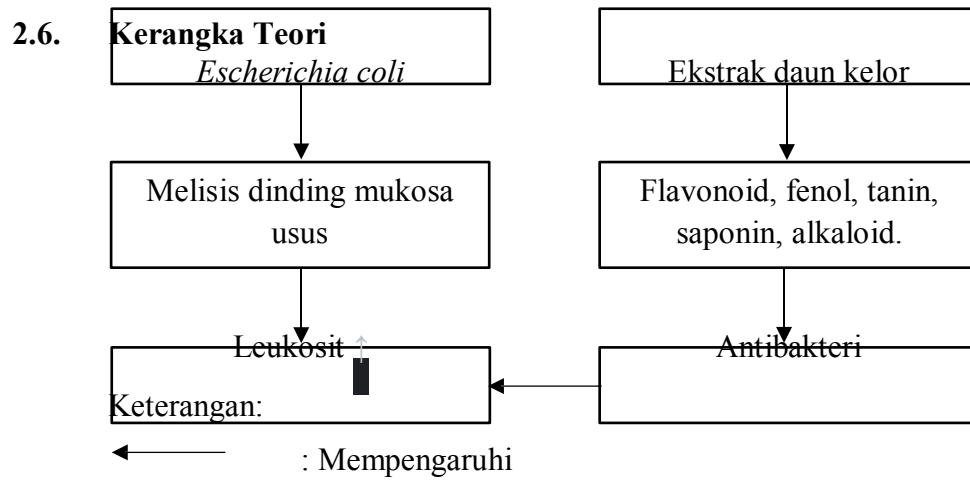 2.6. Kerangka Teori
Escherichia coli
Ekstrak daun kelor
Melisis dinding mukosa
usus
Flavonoid, fenol, tanin,
saponin, alkaloid.
Leukosit ↑
Antibakteri
Keterangan:
: Mempengaruhi